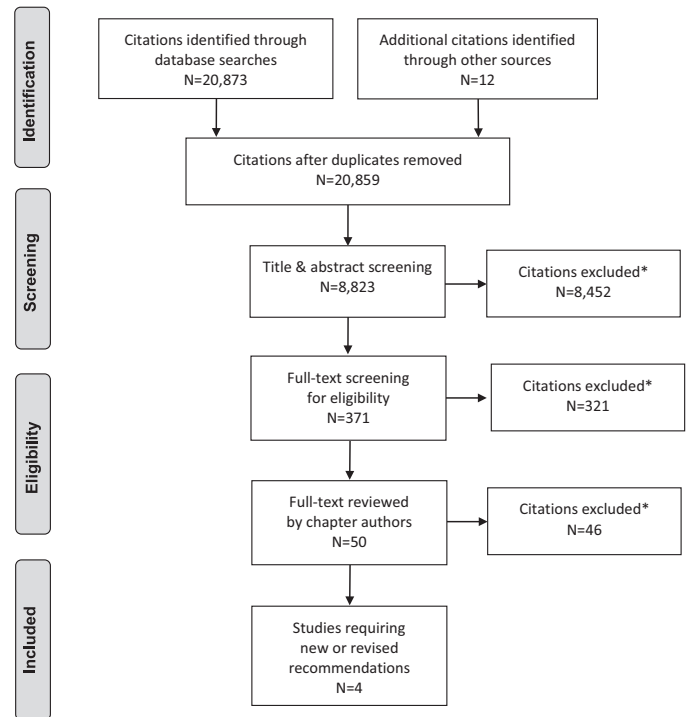 Identification
Citations identified through
database searches
N=20,873
Additional citations identified
through other sources
N=12
Citations after duplicates removed
N=20,859
Screening
Title & abstract screening
N=8,823
Citations excluded*
N=8,452
Eligibility
Full-text screening
for eligibility
N=371
Citations excluded*
N=321
Full-text reviewed
by chapter authors
N=50
Citations excluded*
N=46
Included
Studies requiring
new or revised
recommendations
N=4